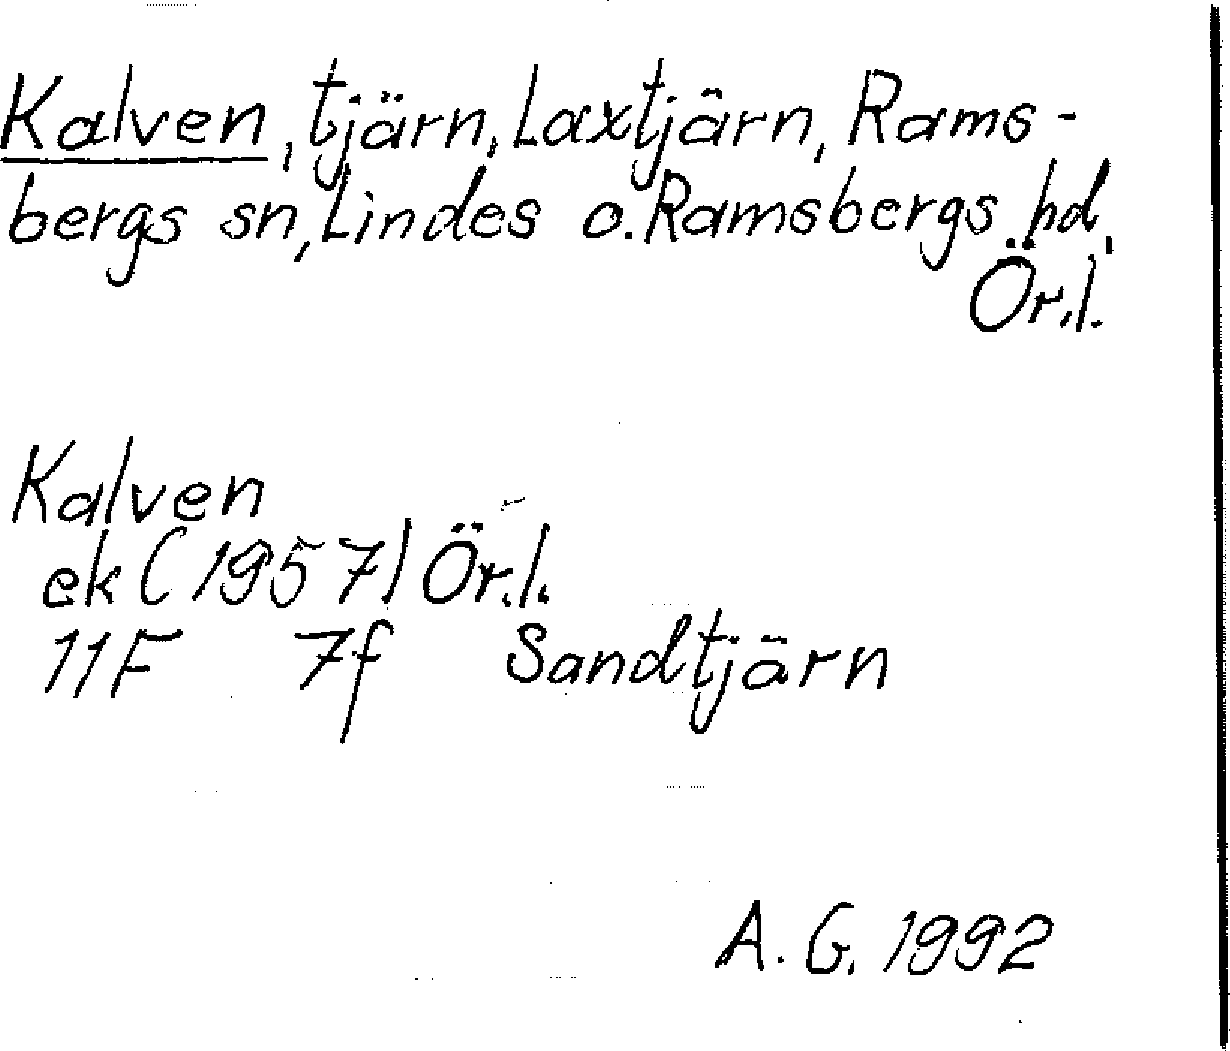 Kalven, tjärn, Laxtjärn, Rams-
bergs sn, Lindes o. Ramsbergs hd,
Ör.l.
Kalven
ek (1957) Ör.l.
11F 7f Sandtjärn
A. G. 1992